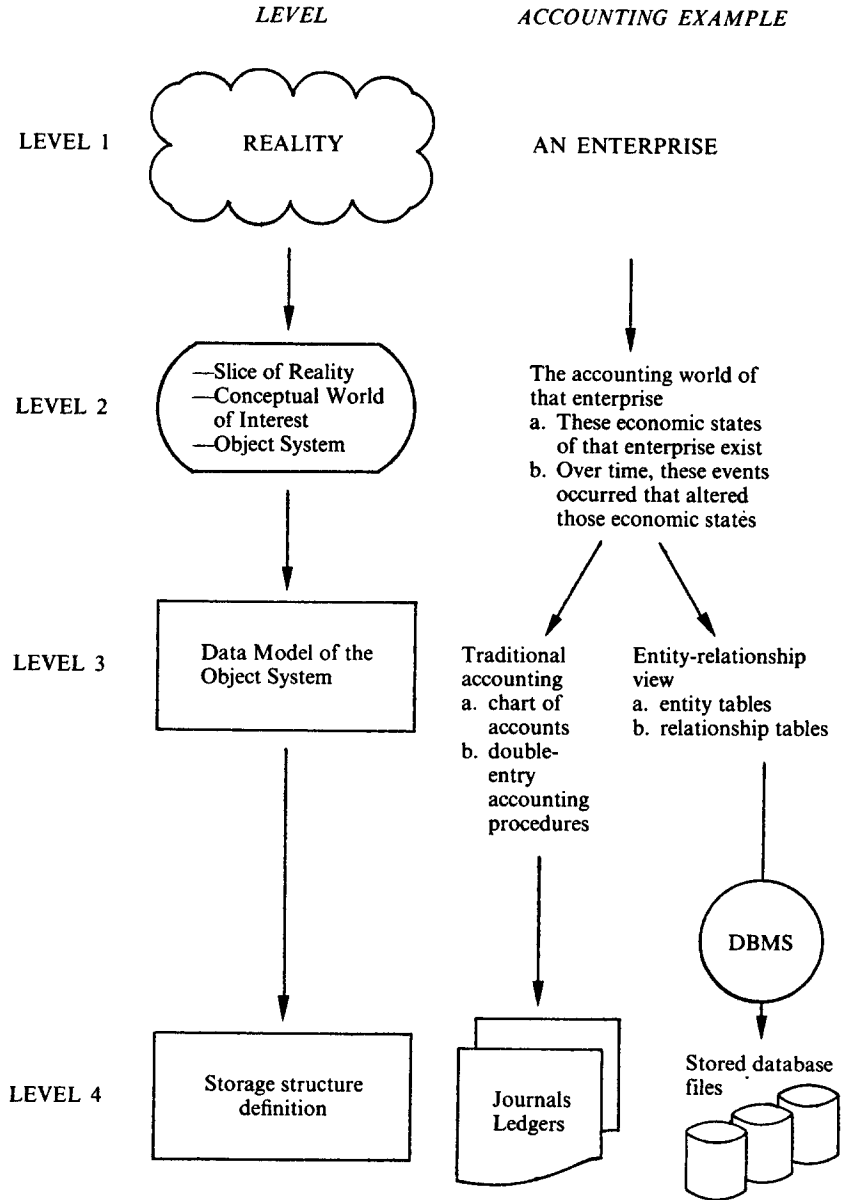 LEVEL ACCOUNTING EXAMPLE
LEVEL 1
REALITY
AN ENTERPRISE
LEVEL 2
—Slice of Reality
—Conceptual World
of Interest
—Object System
The accounting world of
that enterprise
a. These economic states
of that enterprise exist
b. Over time, these events
occurred that altered
those economic states
LEVEL 3
Data Model of the
Object System
Traditional
accounting
a. chart of
accounts
b. double-
entry
accounting
procedures
Entity-relationship
view
a. entity tables
b. relationship tables
DBMS
LEVEL 4
Storage structure
definition
Journals
Ledgers
Stored database
files